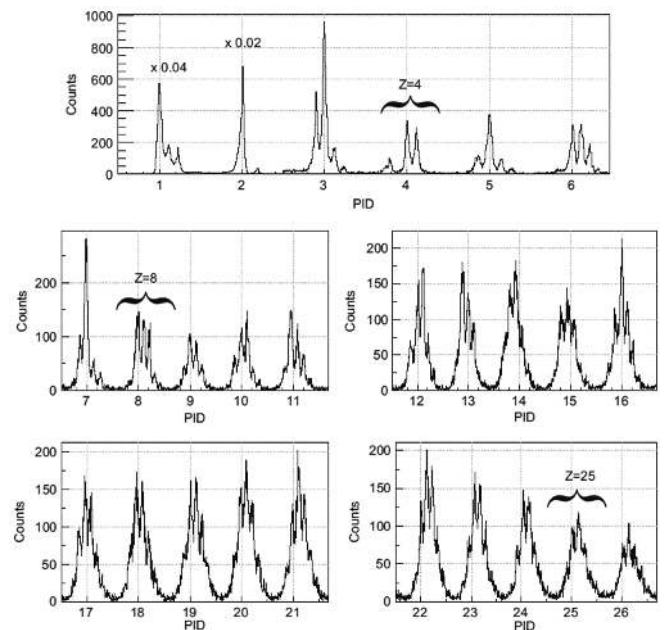 1000
800
600
400
200
0
Counts
x 0.04
x 0.02
Z=4
1 2 3 4 5 6
PID
200
100
0
Counts
Z=8
7 8 9 10 11
PID
200
150
100
50
0
Counts
12 13 14 15 16
PID
200
150
100
50
0
Counts
17 18 19 20 21
PID
200
150
100
50
0
Counts
Z=25
22 23 24 25 26
PID